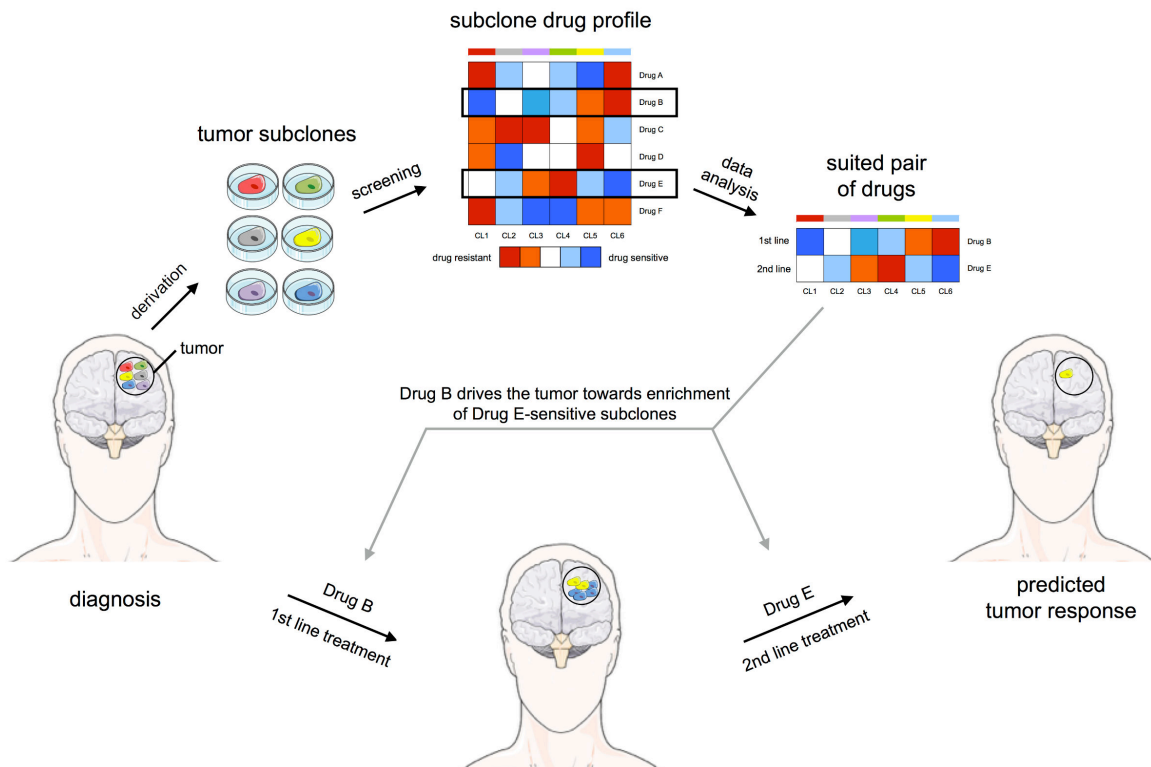 subclone drug profile
Drug A
Drug B
Drug C
Drug D
Drug E
Drug F
CL1 CL2 CL3 CL4 CL5 CL6
drug resistant drug sensitive
tumor subclones
screening
data
analysis
suited pair
of drugs
1st line Drug B
2nd line Drug E
CL1 CL2 CL3 CL4 CL5 CL6
derivation
tumor
Drug B drives the tumor towards enrichment
of Drug E-sensitive subclones
diagnosis
Drug B
1st line treatment
Drug E
2nd line treatment
predicted
tumor response